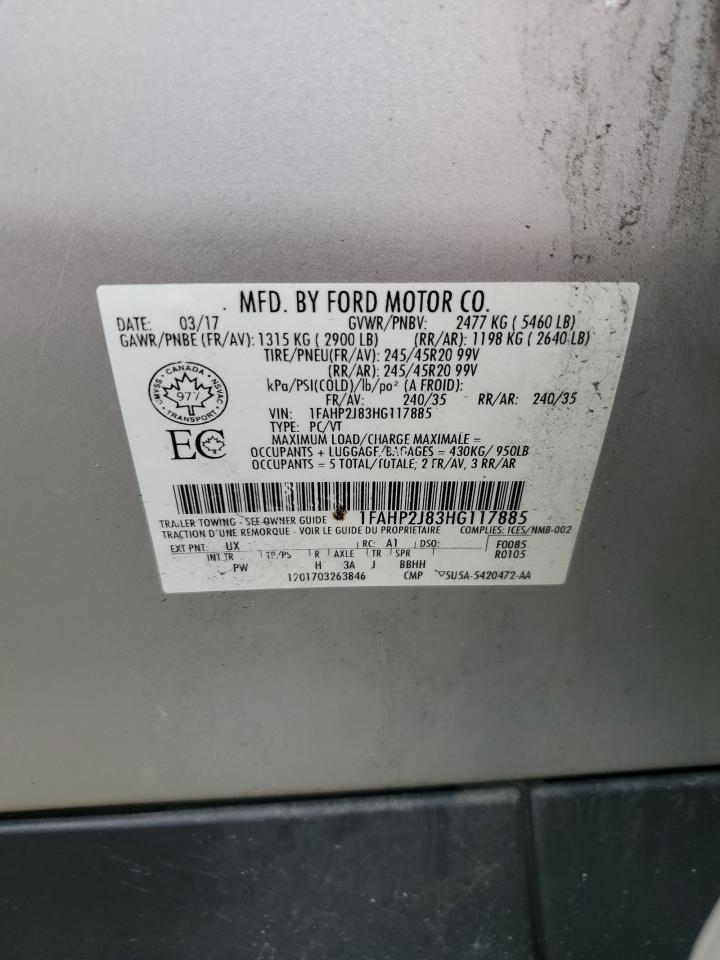 MFD. BY FORD MOTOR CO.
DATE: 03/17 GVWR/PNBV: 2477 KG ( 5460 LB)
GAWR/PNBE (FR/AV): 1315 KG ( 2900 LB) (RR/AR): 1198 KG ( 2640 LB)
TIRE/PNEU(FR/AV): 245/45R20 99V
(RR/AR): 245/45R20 99V
kPa/PSI(COLD)/lb/po² (A FROID):
FR/AV: 240/35 RR/AR: 240/35
CANADA
CMVSS NSVAC
977
TRANSPORT
VIN: 1FAHP2J83HG117885
TYPE: PC/VT
EC
MAXIMUM LOAD/CHARGE MAXIMALE =
OCCUPANTS + LUGGAGE/BAGAGES = 430KG/ 950LB
OCCUPANTS = 5 TOTAL/TOTALE; 2 FR/AV, 3 RR/AR
TRAILER TOWING - SEE OWNER GUIDE 1FAHP2J83HG117885
TRACTION D'UNE REMORQUE - VOIR LE GUIDE DU PROPRIETAIRE COMPLIES: ICES/NMB-002
EXT PNT: UX RC: A1 DSO: F0085
INT TR TP/PS R AXLE TR SPR R0105
PW H 3A J BBHH
1201703263846 CMP ▽5U5A-5420472-AA